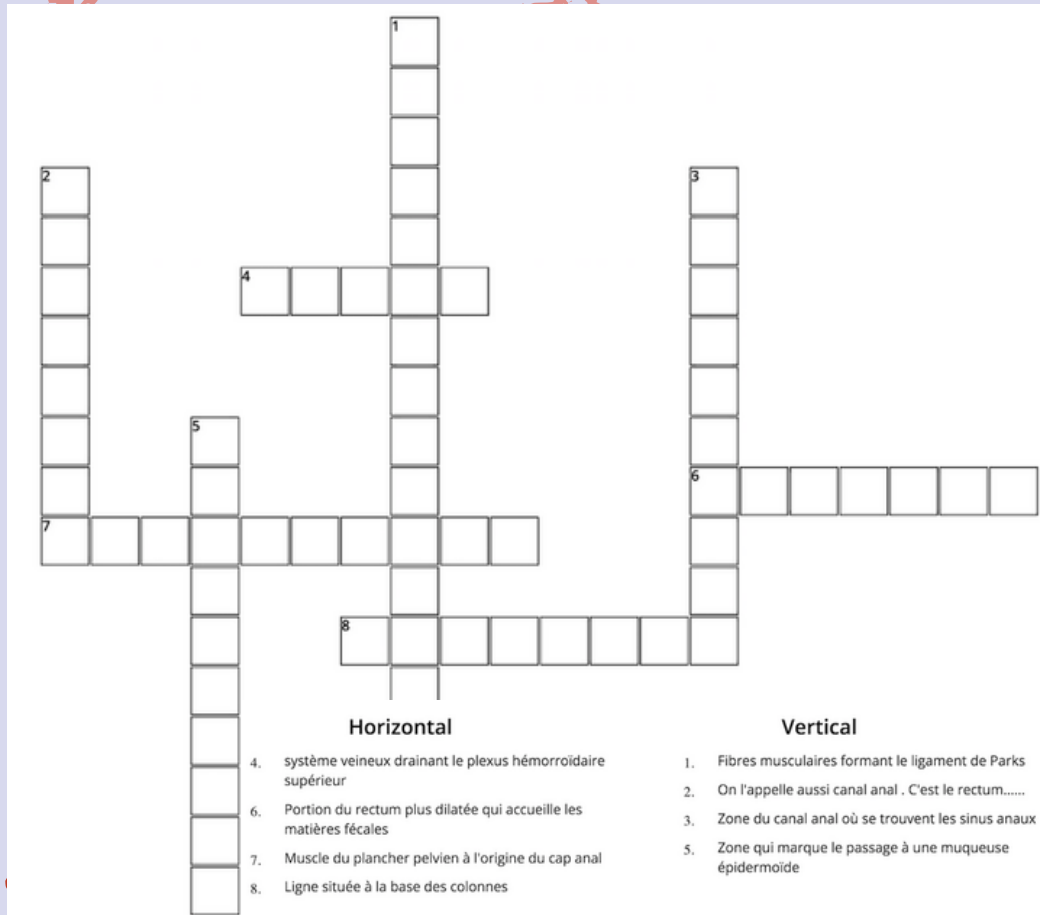 1
2
3
4
5
6
7
8
Horizontal
4. système veineux drainant le plexus hémorroïdaire
supérieur
6. Portion du rectum plus dilatée qui accueille les
matières fécales
7. Muscle du plancher pelvien à l'origine du cap anal
8. Ligne située à la base des colonnes
Vertical
1. Fibres musculaires formant le ligament de Parks
2. On l'appelle aussi canal anal . C'est le rectum......
3. Zone du canal anal où se trouvent les sinus anaux
5. Zone qui marque le passage à une muqueuse
épidermoïde